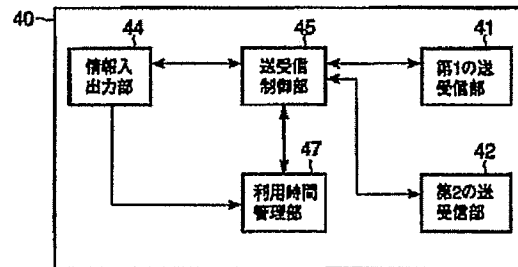 40
44
45
41
情報入
出力部
送受信
制御部
第1の送
受信部
47
42
利用時間
管理部
第2の送
受信部